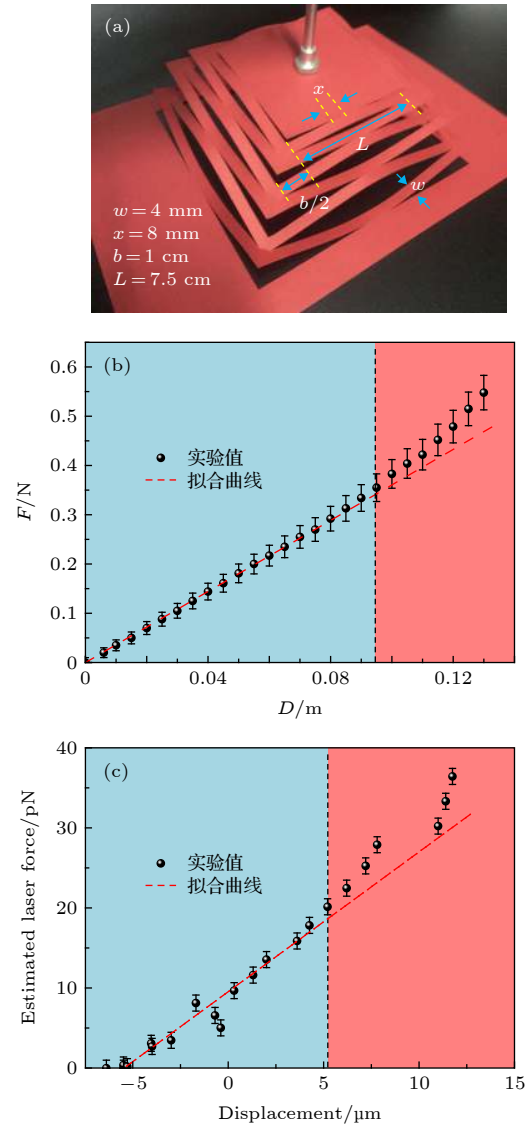 (a)
x
L
b/2
w
w = 4 mm
x = 8 mm
b = 1 cm
L = 7.5 cm
(b)
0.6
0.5
0.4
0.3
0.2
0.1
0
F/N
实验值
拟合曲线
0 0.04 0.08 0.12
D/m
(c)
40
30
20
10
0
Estimated laser force/pN
实验值
拟合曲线
−5 0 5 10 15
Displacement/μm